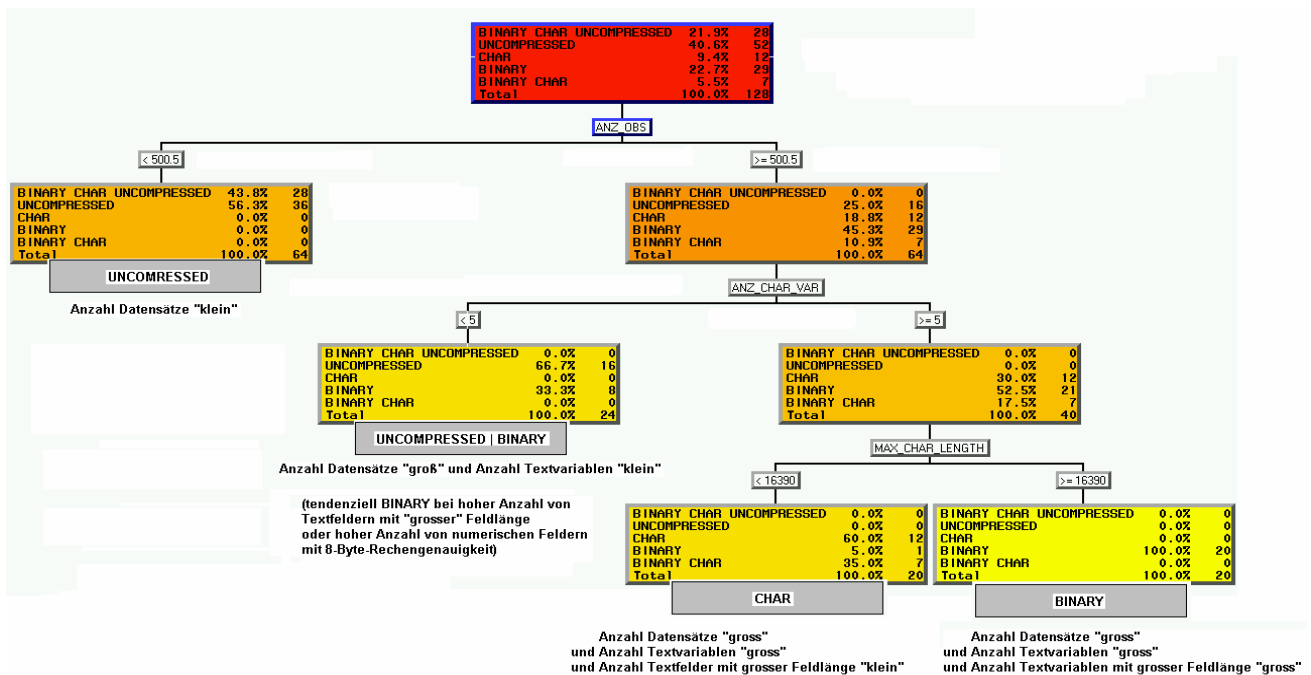 BINARY CHAR UNCOMPRESSED 21.9% 28
UNCOMPRESSED 40.6% 52
CHAR 9.4% 12
BINARY 22.7% 29
BINARY CHAR 5.5% 7
Total 100.0% 128
ANZ_OBS
< 500.5
>= 500.5
BINARY CHAR UNCOMPRESSED 43.8% 28
UNCOMPRESSED 56.3% 36
CHAR 0.0% 0
BINARY 0.0% 0
BINARY CHAR 0.0% 0
Total 100.0% 64
UNCOMRESSED
Anzahl Datensätze "klein"
BINARY CHAR UNCOMPRESSED 0.0% 0
UNCOMPRESSED 25.0% 16
CHAR 18.8% 12
BINARY 45.3% 29
BINARY CHAR 10.9% 7
Total 100.0% 64
ANZ_CHAR_VAR
< 5
>= 5
BINARY CHAR UNCOMPRESSED 0.0% 0
UNCOMPRESSED 66.7% 16
CHAR 0.0% 0
BINARY 33.3% 8
BINARY CHAR 0.0% 0
Total 100.0% 24
UNCOMPRESSED | BINARY
Anzahl Datensätze "groß" und Anzahl Textvariablen "klein"
(tendenziell BINARY bei hoher Anzahl von
Textfeldern mit "grosser" Feldlänge
oder hoher Anzahl von numerischen Feldern
mit 8-Byte-Rechengenauigkeit)
BINARY CHAR UNCOMPRESSED 0.0% 0
UNCOMPRESSED 0.0% 0
CHAR 30.0% 12
BINARY 52.5% 21
BINARY CHAR 17.5% 7
Total 100.0% 40
MAX_CHAR_LENGTH
< 16390
>= 16390
BINARY CHAR UNCOMPRESSED 0.0% 0
UNCOMPRESSED 0.0% 0
CHAR 60.0% 12
BINARY 5.0% 1
BINARY CHAR 35.0% 7
Total 100.0% 20
CHAR
Anzahl Datensätze "gross"
und Anzahl Textvariablen "gross"
und Anzahl Textfelder mit grosser Feldlänge "klein"
BINARY CHAR UNCOMPRESSED 0.0% 0
UNCOMPRESSED 0.0% 0
CHAR 0.0% 0
BINARY 100.0% 20
BINARY CHAR 0.0% 0
Total 100.0% 20
BINARY
Anzahl Datensätze "gross"
und Anzahl Textvariablen "gross"
und Anzahl Textvariablen mit grosser Feldlänge "gross"